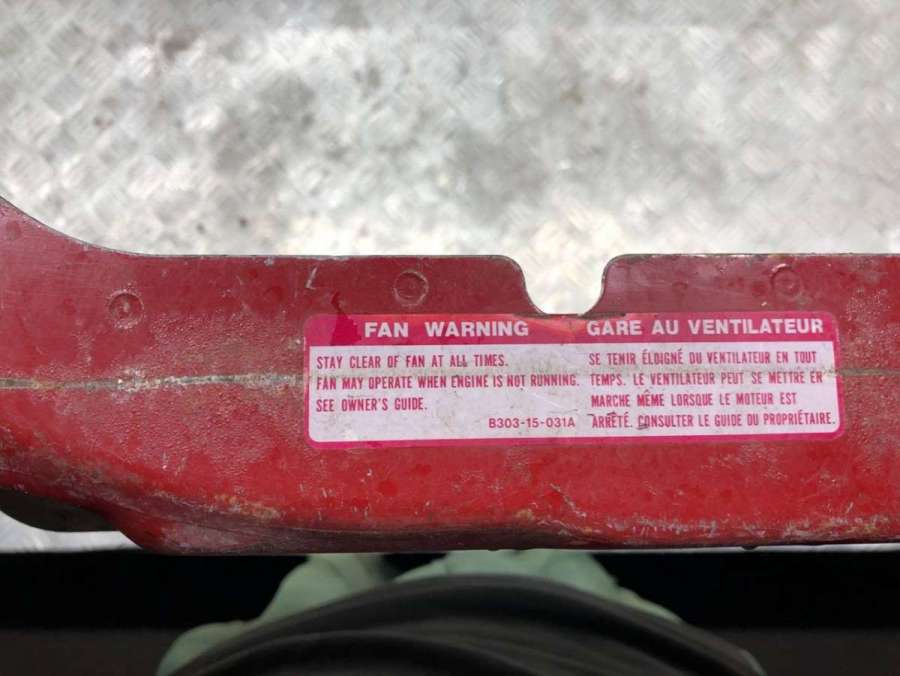 FAN WARNING
STAY CLEAR OF FAN AT ALL TIMES.
FAN MAY OPERATE WHEN ENGINE IS NOT RUNNING.
SEE OWNER'S GUIDE.
B303-15-031A
GARE AU VENTILATEUR
SE TENIR ÉLOIGNÉ DU VENTILATEUR EN TOUT
TEMPS. LE VENTILATEUR PEUT SE METTRE EN
MARCHE MÊME LORSQUE LE MOTEUR EST
ARRÊTÉ. CONSULTER LE GUIDE DU PROPRIÉTAIRE.